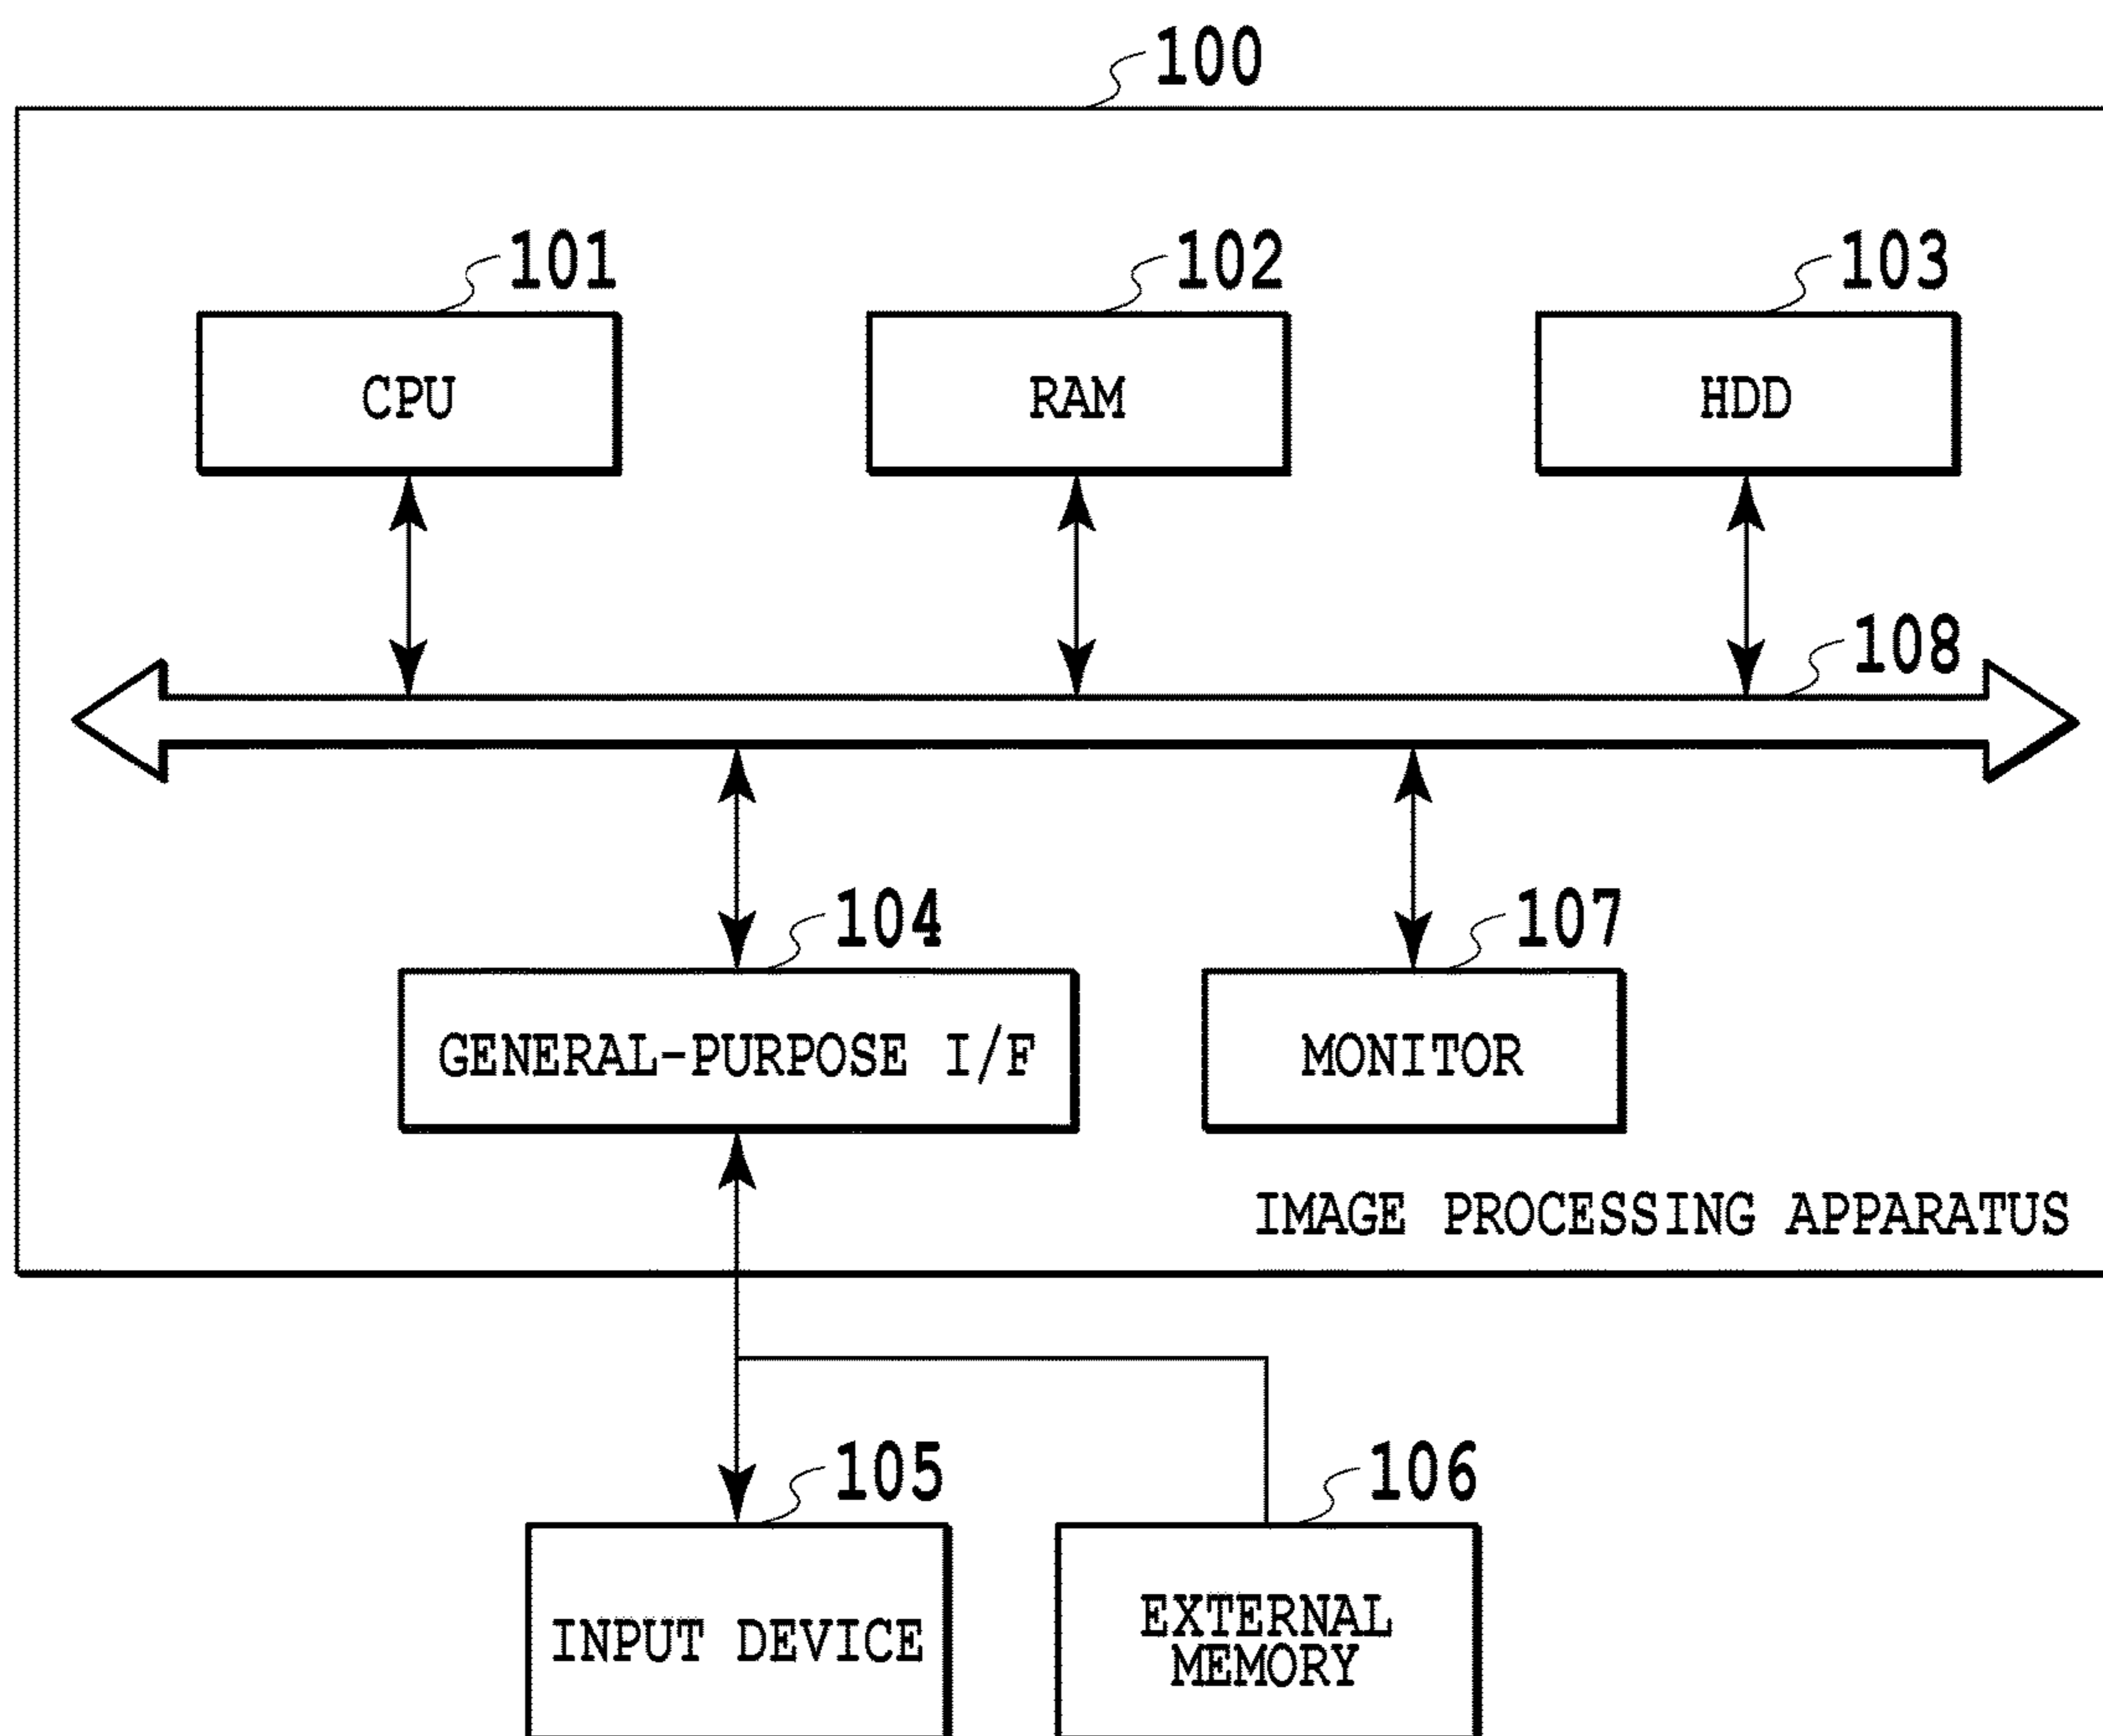 100
101
102
103
CPU
RAM
HDD
108
104
107
GENERAL-PURPOSE I/F
MONITOR
IMAGE PROCESSING APPARATUS
105
106
INPUT DEVICE
EXTERNAL
MEMORY